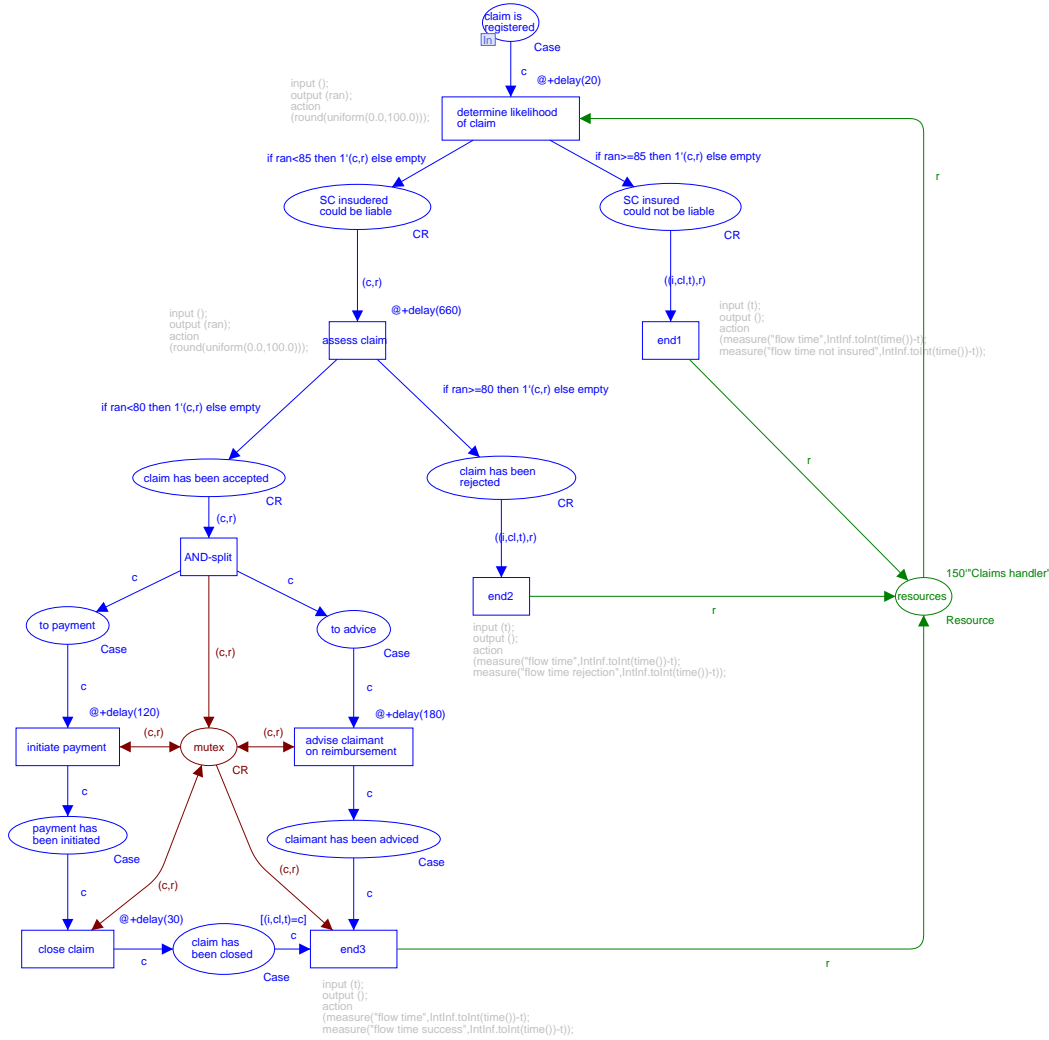 claim is
registered
In
Case
c
@+delay(20)
input ();
output (ran);
action
(round(uniform(0.0,100.0)));
determine likelihood
of claim
r
if ran<85 then 1'(c,r) else empty
if ran>=85 then 1'(c,r) else empty
SC insudered
could be liable
CR
SC insured
could not be liable
CR
(c,r)
((i,cl,t),r)
input ();
output (ran);
action
(round(uniform(0.0,100.0)));
@+delay(660)
assess claim
end1
input (t);
output ();
action
(measure("flow time",IntInf.toInt(time())-t);
measure("flow time not insured",IntInf.toInt(time())-t));
if ran<80 then 1'(c,r) else empty
if ran>=80 then 1'(c,r) else empty
r
claim has been accepted
CR
claim has been
rejected
CR
(c,r)
((i,cl,t),r)
AND-split
c
c
end2
r
150'"Claims handler"
resources
Resource
input (t);
output ();
action
(measure("flow time",IntInf.toInt(time())-t);
measure("flow time rejection",IntInf.toInt(time())-t));
to payment
Case
to advice
Case
(c,r)
c
c
@+delay(120)
@+delay(180)
initiate payment
(c,r)
mutex
CR
(c,r)
advise claimant
on reimbursement
c
c
payment has
been initiated
Case
claimant has been adviced
Case
c
(c,r)
(c,r)
c
@+delay(30)
[(i,cl,t)=c]
close claim
c
claim has
been closed
Case
c
end3
r
input (t);
output ();
action
(measure("flow time",IntInf.toInt(time())-t);
measure("flow time success",IntInf.toInt(time())-t));